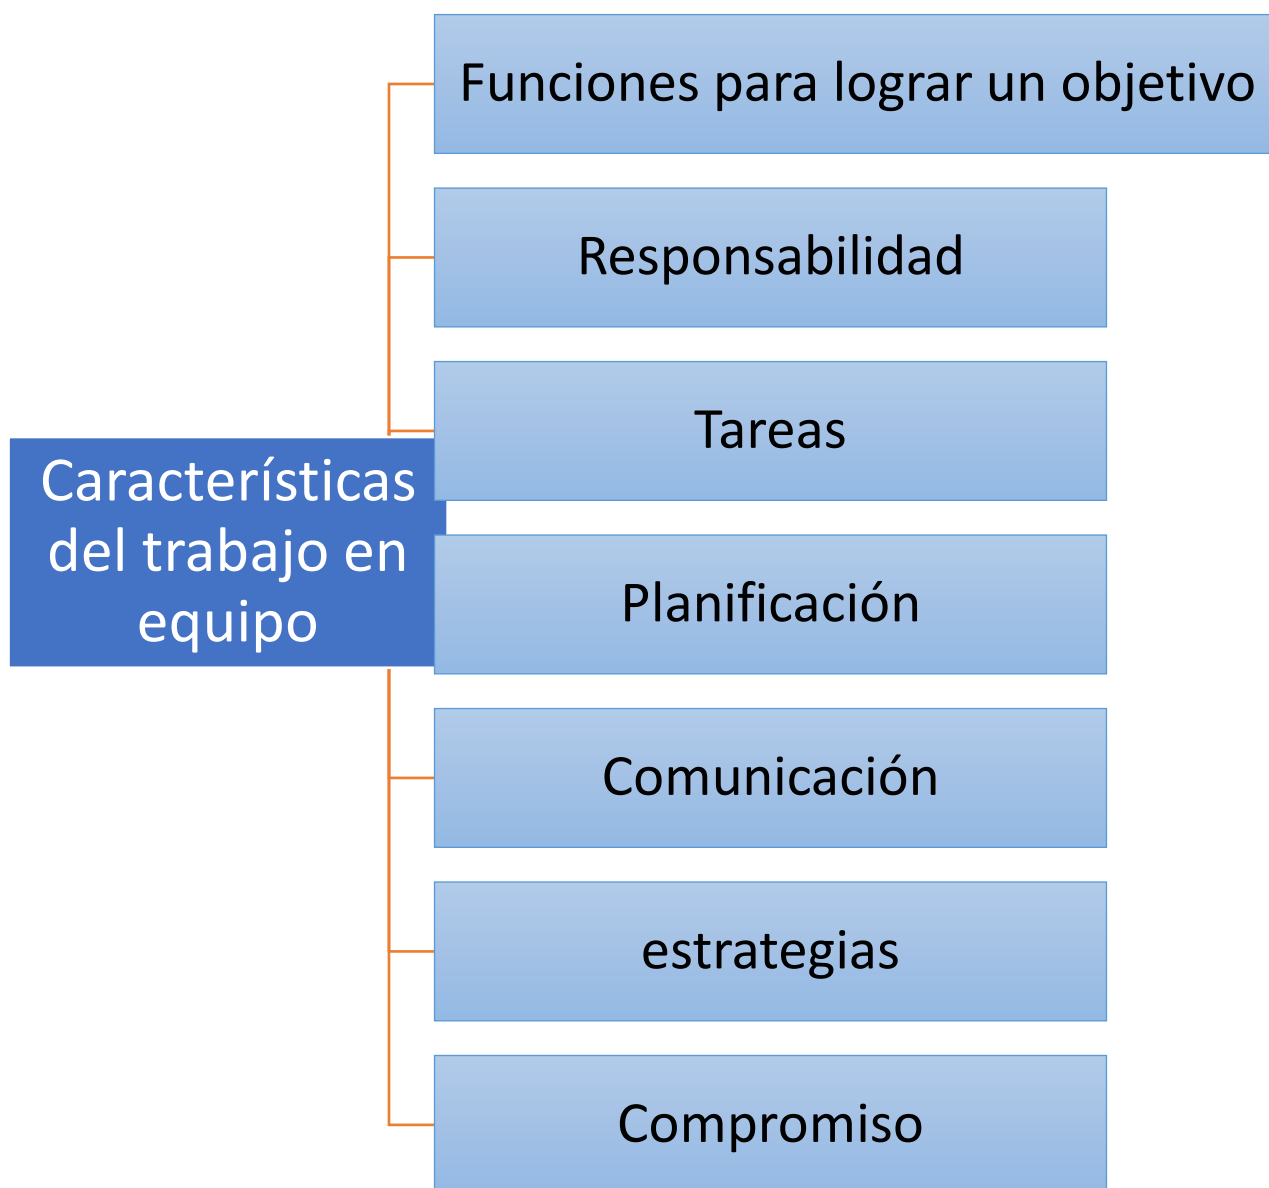 Funciones para lograr un objetivo
Responsabilidad
Tareas
Características
del trabajo en
equipo
Planificación
Comunicación
estrategias
Compromiso